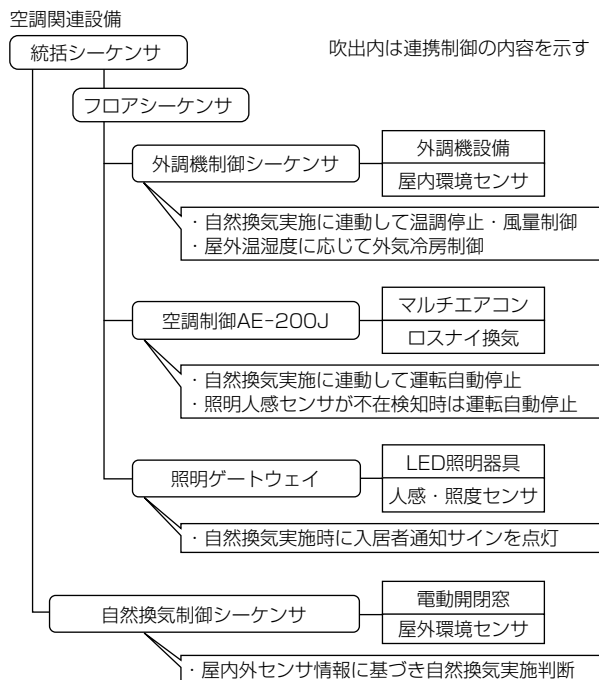 空調関連設備
統括シーケンサ
吹出内は連携制御の内容を示す
フロアシーケンサ
外調機制御シーケンサ
外調機設備
屋内環境センサ
・自然換気実施に連動して温調停止・風量制御
・屋外温湿度に応じて外気冷房制御
空調制御AE-200J
マルチエアコン
ロスナイ換気
・自然換気実施に連動して運転自動停止
・照明人感センサが不在検知時は運転自動停止
照明ゲートウェイ
LED照明器具
人感・照度センサ
・自然換気実施時に入居者通知サインを点灯
自然換気制御シーケンサ
電動開閉窓
屋外環境センサ
・屋内外センサ情報に基づき自然換気実施判断